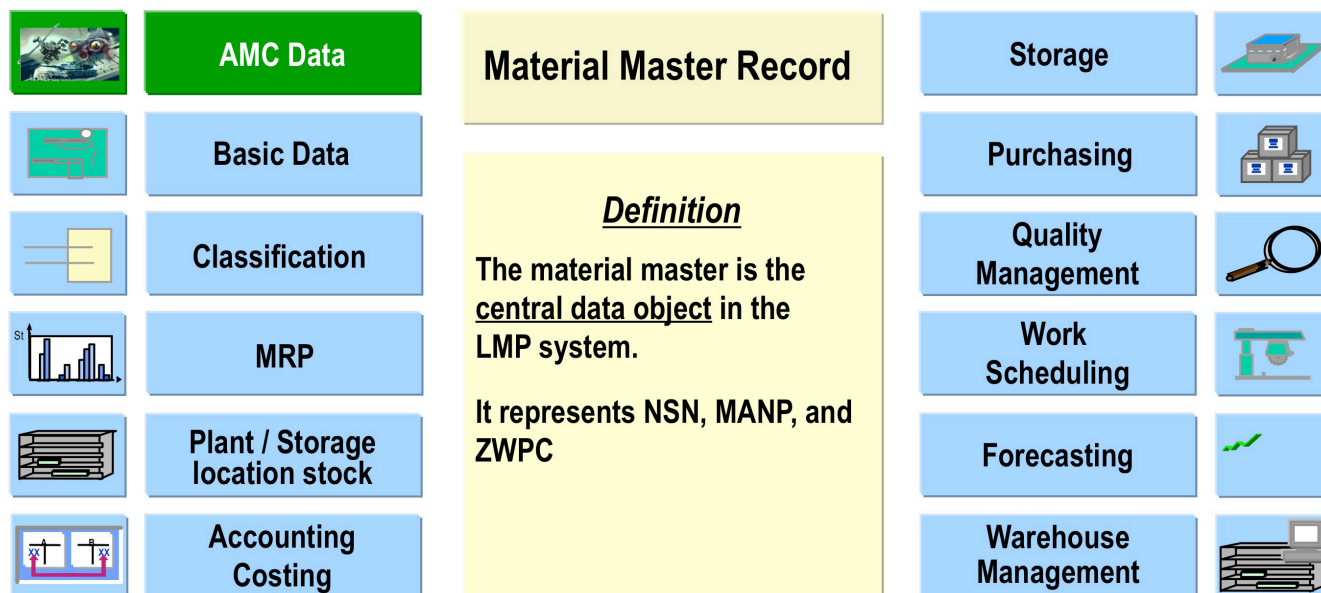 AMC Data
Basic Data
Classification
St
MRP
Plant / Storage
location stock
A
B
XX
XX
Accounting
Costing
Material Master Record
Definition
The material master is the
central data object in the
LMP system.
It represents NSN, MANP, and
ZWPC
Storage
Purchasing
Quality
Management
Work
Scheduling
Forecasting
Warehouse
Management